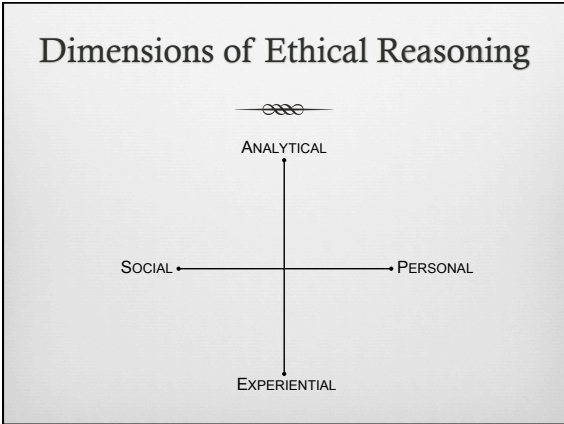 Dimensions of Ethical Reasoning
ANALYTICAL
SOCIAL PERSONAL
EXPERIENTIAL